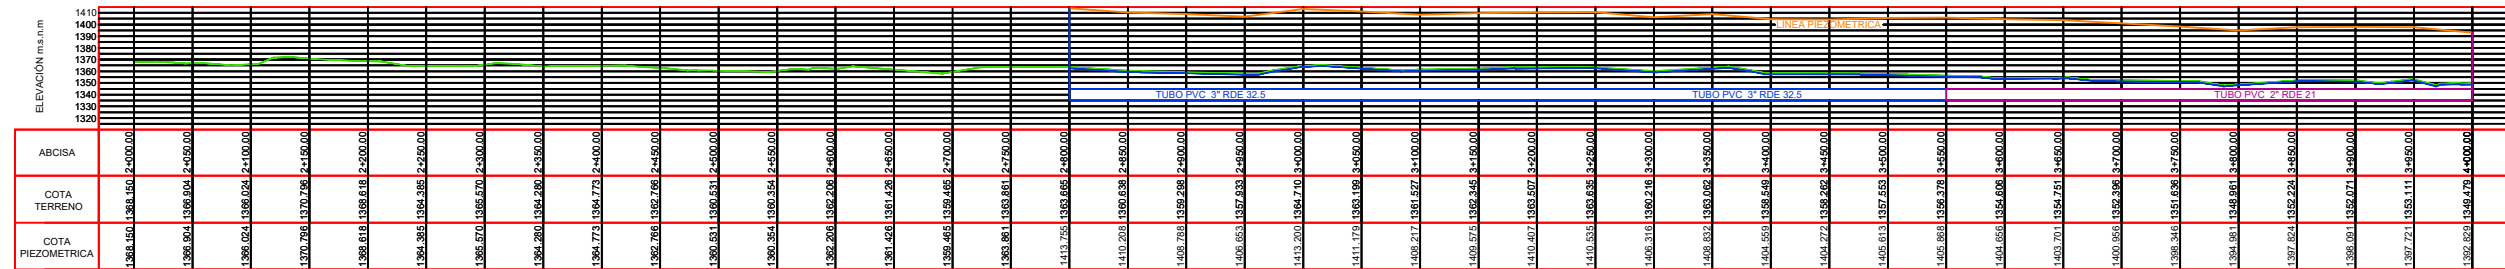 ELEVACIÓN m.s.n.m
1410
1400
1390
1380
1370
1360
1350
1340
1330
1320
LINEA PIEZOMETRICA
TUBO PVC 3" RDE 32.5
TUBO PVC 3" RDE 32.5
TUBO PVC 2" RDE 21
ABCISA
2+000.00 2+050.00 2+100.00 2+150.00 2+200.00 2+250.00 2+300.00 2+350.00 2+400.00 2+450.00 2+500.00 2+550.00 2+600.00 2+650.00 2+700.00 2+750.00 2+800.00 2+850.00 2+900.00 2+950.00 3+000.00 3+050.00 3+100.00 3+150.00 3+200.00 3+250.00 3+300.00 3+350.00 3+400.00 3+450.00 3+500.00 3+550.00 3+600.00 3+650.00 3+700.00 3+750.00 3+800.00 3+850.00 3+900.00 3+950.00 4+000.00
COTA
TERRENO
1368.150 1366.904 1366.024 1370.796 1368.618 1364.385 1365.570 1364.280 1364.773 1362.766 1360.531 1360.354 1362.206 1361.426 1359.465 1363.861 1363.665 1360.638 1359.298 1357.933 1364.710 1363.199 1361.527 1362.345 1363.507 1363.635 1360.216 1363.062 1358.549 1358.262 1357.553 1356.378 1354.606 1354.751 1352.396 1351.636 1348.961 1352.224 1352.071 1353.111 1349.479
COTA
PIEZOMETRICA
1368.150 1366.904 1366.024 1370.796 1368.618 1364.385 1365.570 1364.280 1364.773 1362.766 1360.531 1360.354 1362.206 1361.426 1359.465 1363.861 1413.755 1410.208 1408.788 1406.653 1413.200 1411.179 1408.217 1409.575 1410.407 1410.535 1406.316 1408.832 1404.559 1404.272 1405.613 1405.868 1404.656 1403.701 1400.956 1398.346 1394.981 1397.824 1398.091 1397.721 1392.829